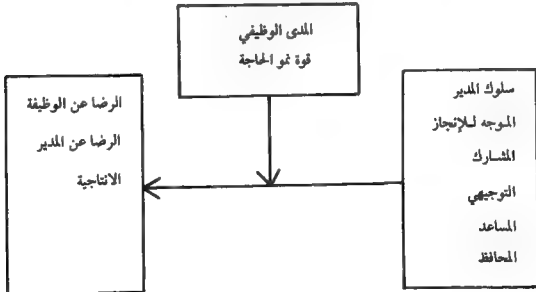 المدى الوظيفي
قوة نمو الحاجة
سلوك المدير
الموجه للإنجاز
المشارك
التوجيهي
المساعد
المحافظ
الرضا عن الوظيفة
الرضا عن المدير
الانتاجية